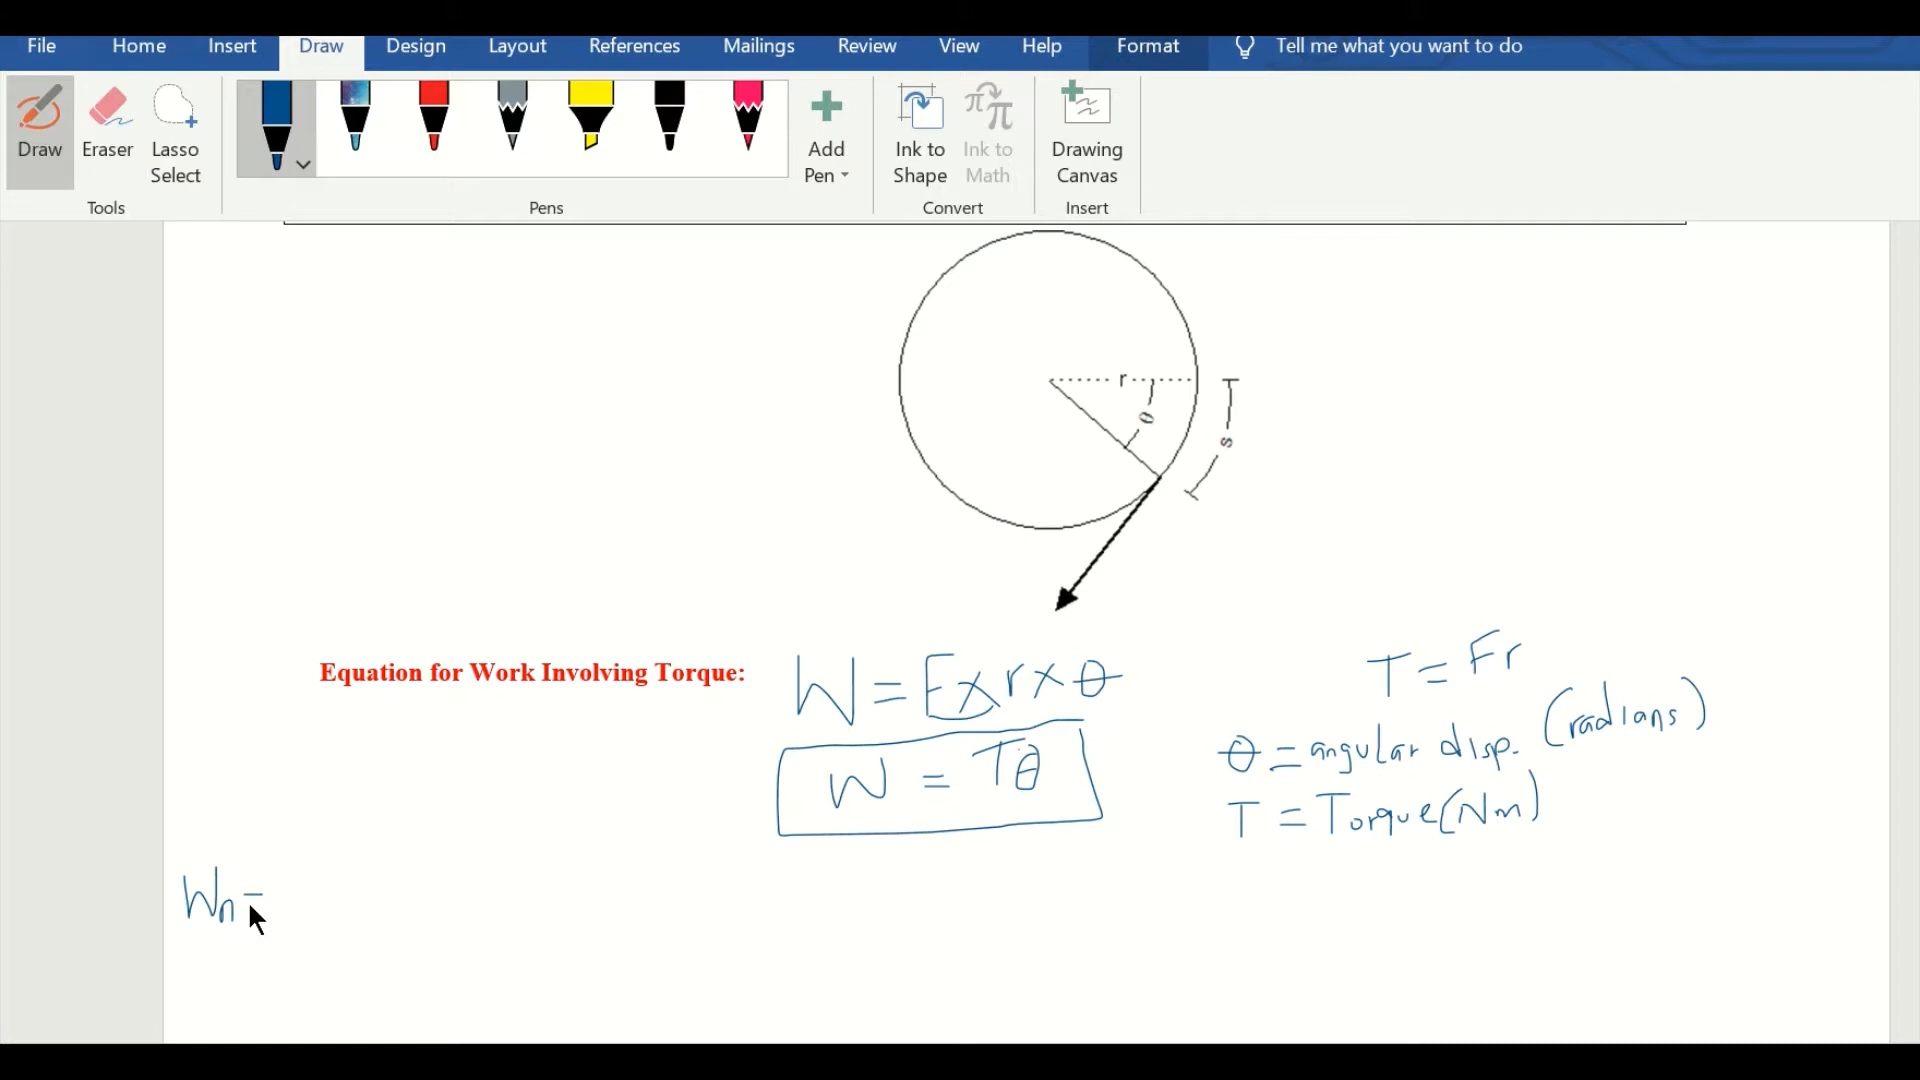 File Home Insert Draw Design Layout References Mailings Review View Help Format Tell me what you want to do
Draw Eraser Lasso Select Add Pen Ink to Shape Ink to Math Drawing Canvas
Tools Pens Convert Insert
r
θ
s
Equation for Work Involving Torque: W = F x r x θ T = Fr
θ = angular disp. (radians)
W = Tθ
T = Torque (Nm)
Wn =